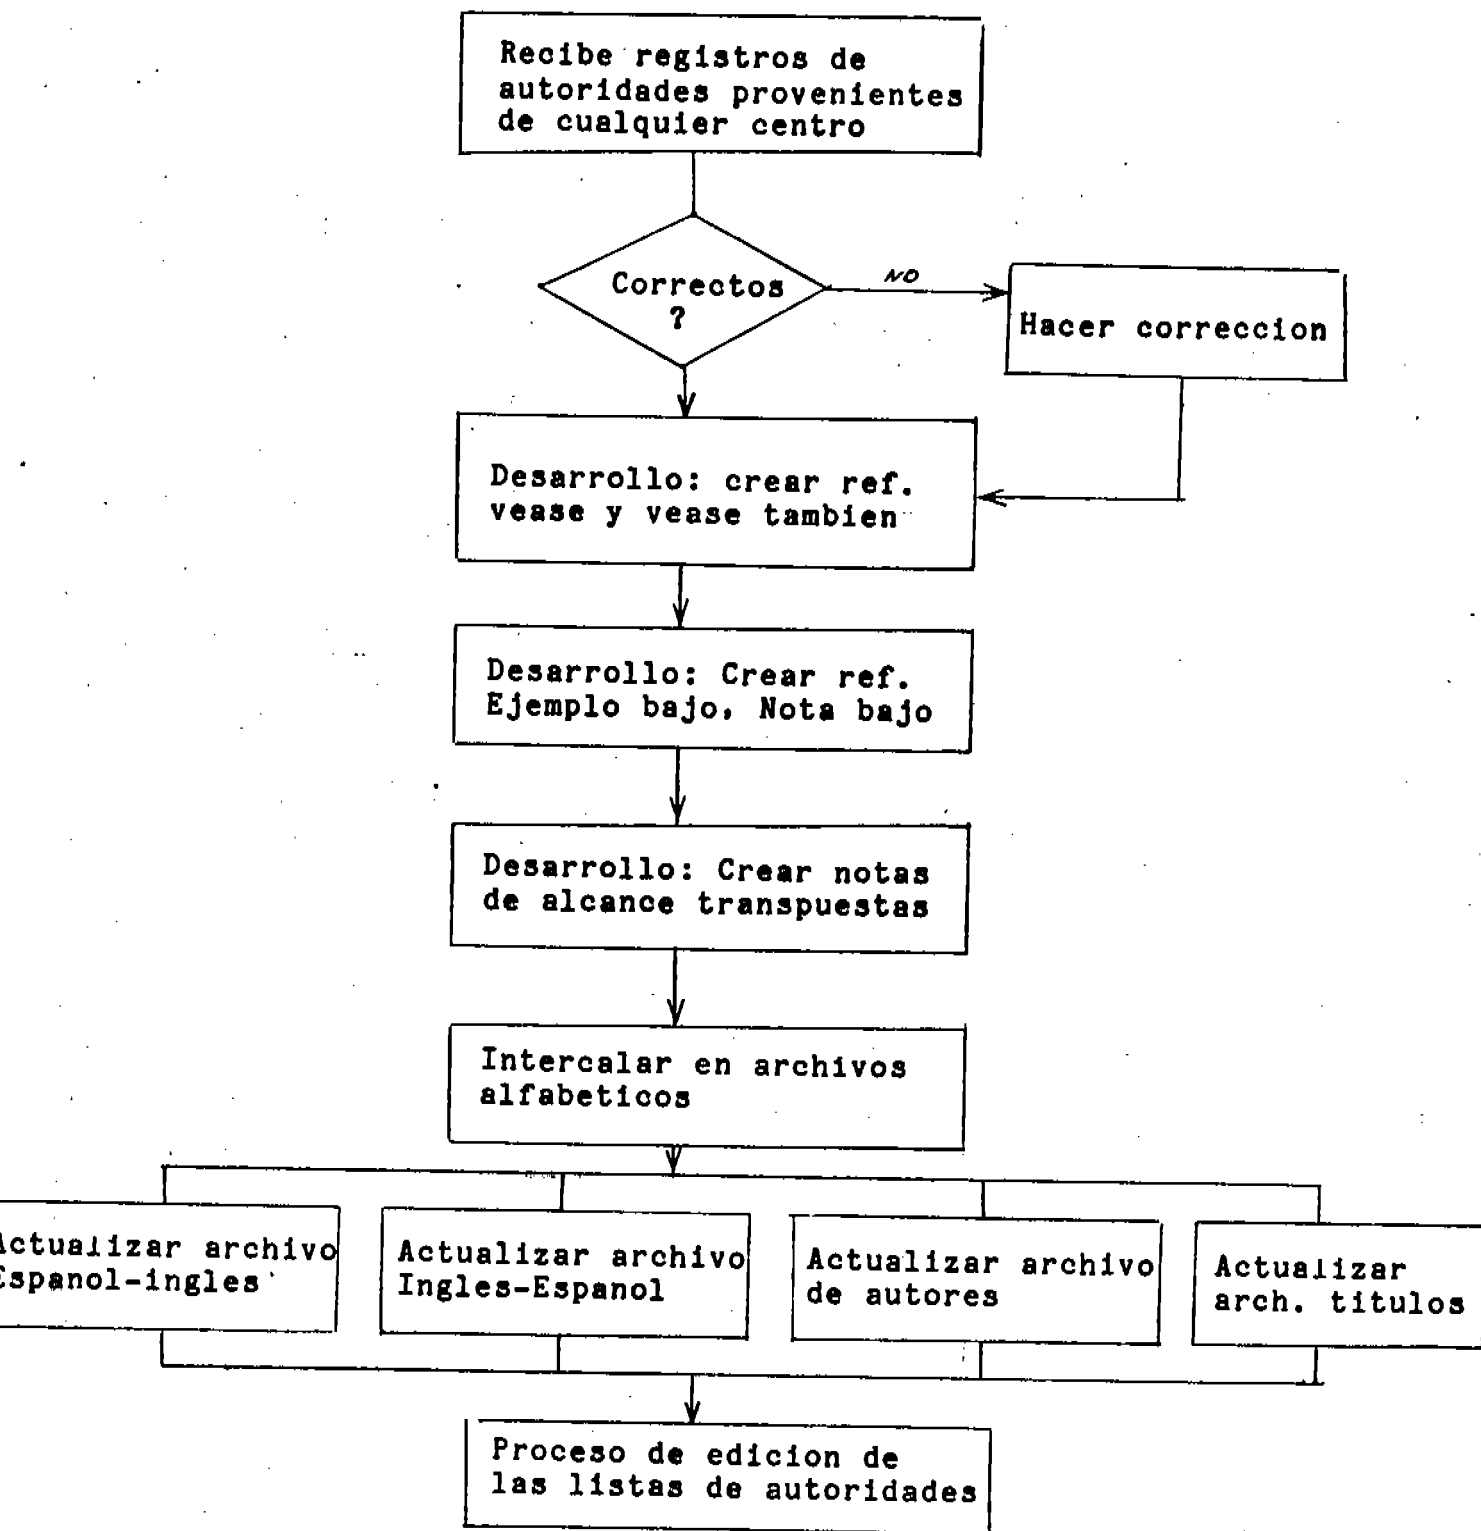 Recibe registros de
autoridades provenientes
de cualquier centro
Correctos
?
NO
Hacer correccion
Desarrollo: crear ref.
vease y vease tambien
Desarrollo: Crear ref.
Ejemplo bajo, Nota bajo
Desarrollo: Crear notas
de alcance transpuestas
Intercalar en archivos
alfabeticos
Actualizar archivo
Espanol-ingles
Actualizar archivo
Ingles-Espanol
Actualizar archivo
de autores
Actualizar
arch. titulos
Proceso de edicion de
las listas de autoridades